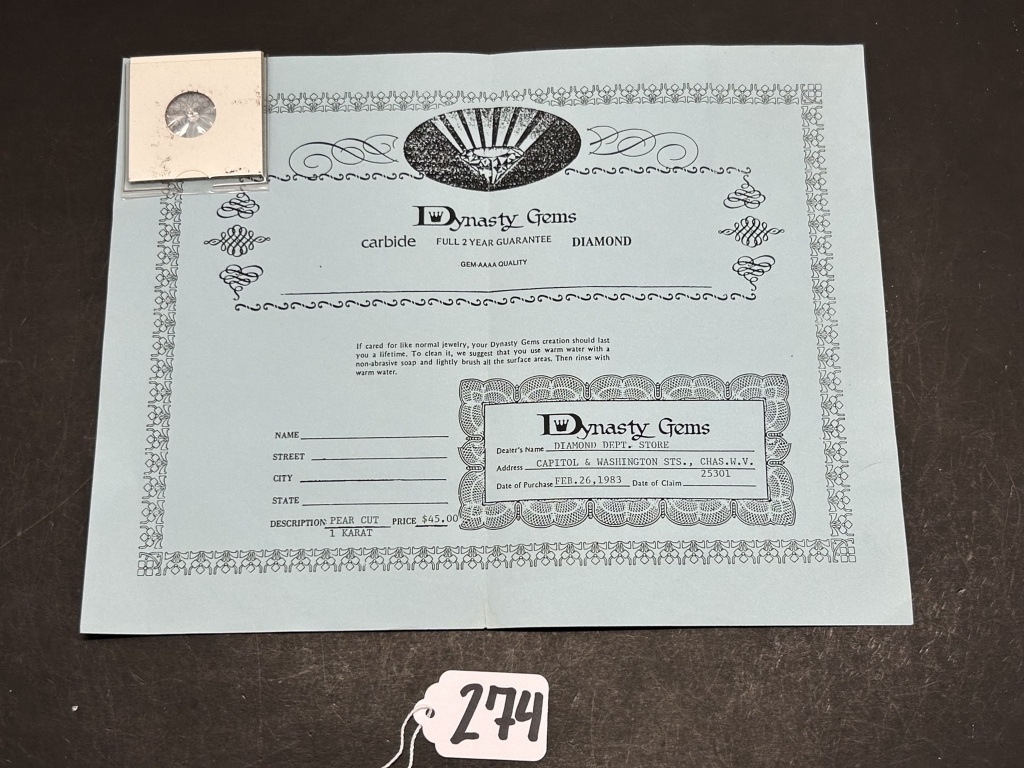 Dynasty Gems
carbide FULL 2 YEAR GUARANTEE DIAMOND
GEM-AAAA QUALITY
If cared for like normal jewelry, your Dynasty Gems creation should last
you a lifetime. To clean it, we suggest that you use warm water with a
non-abrasive soap and lightly brush all the surface areas. Then rinse with
warm water.
NAME
STREET
CITY
STATE
DESCRIPTION PEAR CUT PRICE $45.00
1 KARAT
Dynasty Gems
Dealer's Name DIAMOND DEPT. STORE
Address CAPITOL & WASHINGTON STS., CHAS.W.V.
25301
Date of Purchase FEB.26,1983 Date of Claim
274